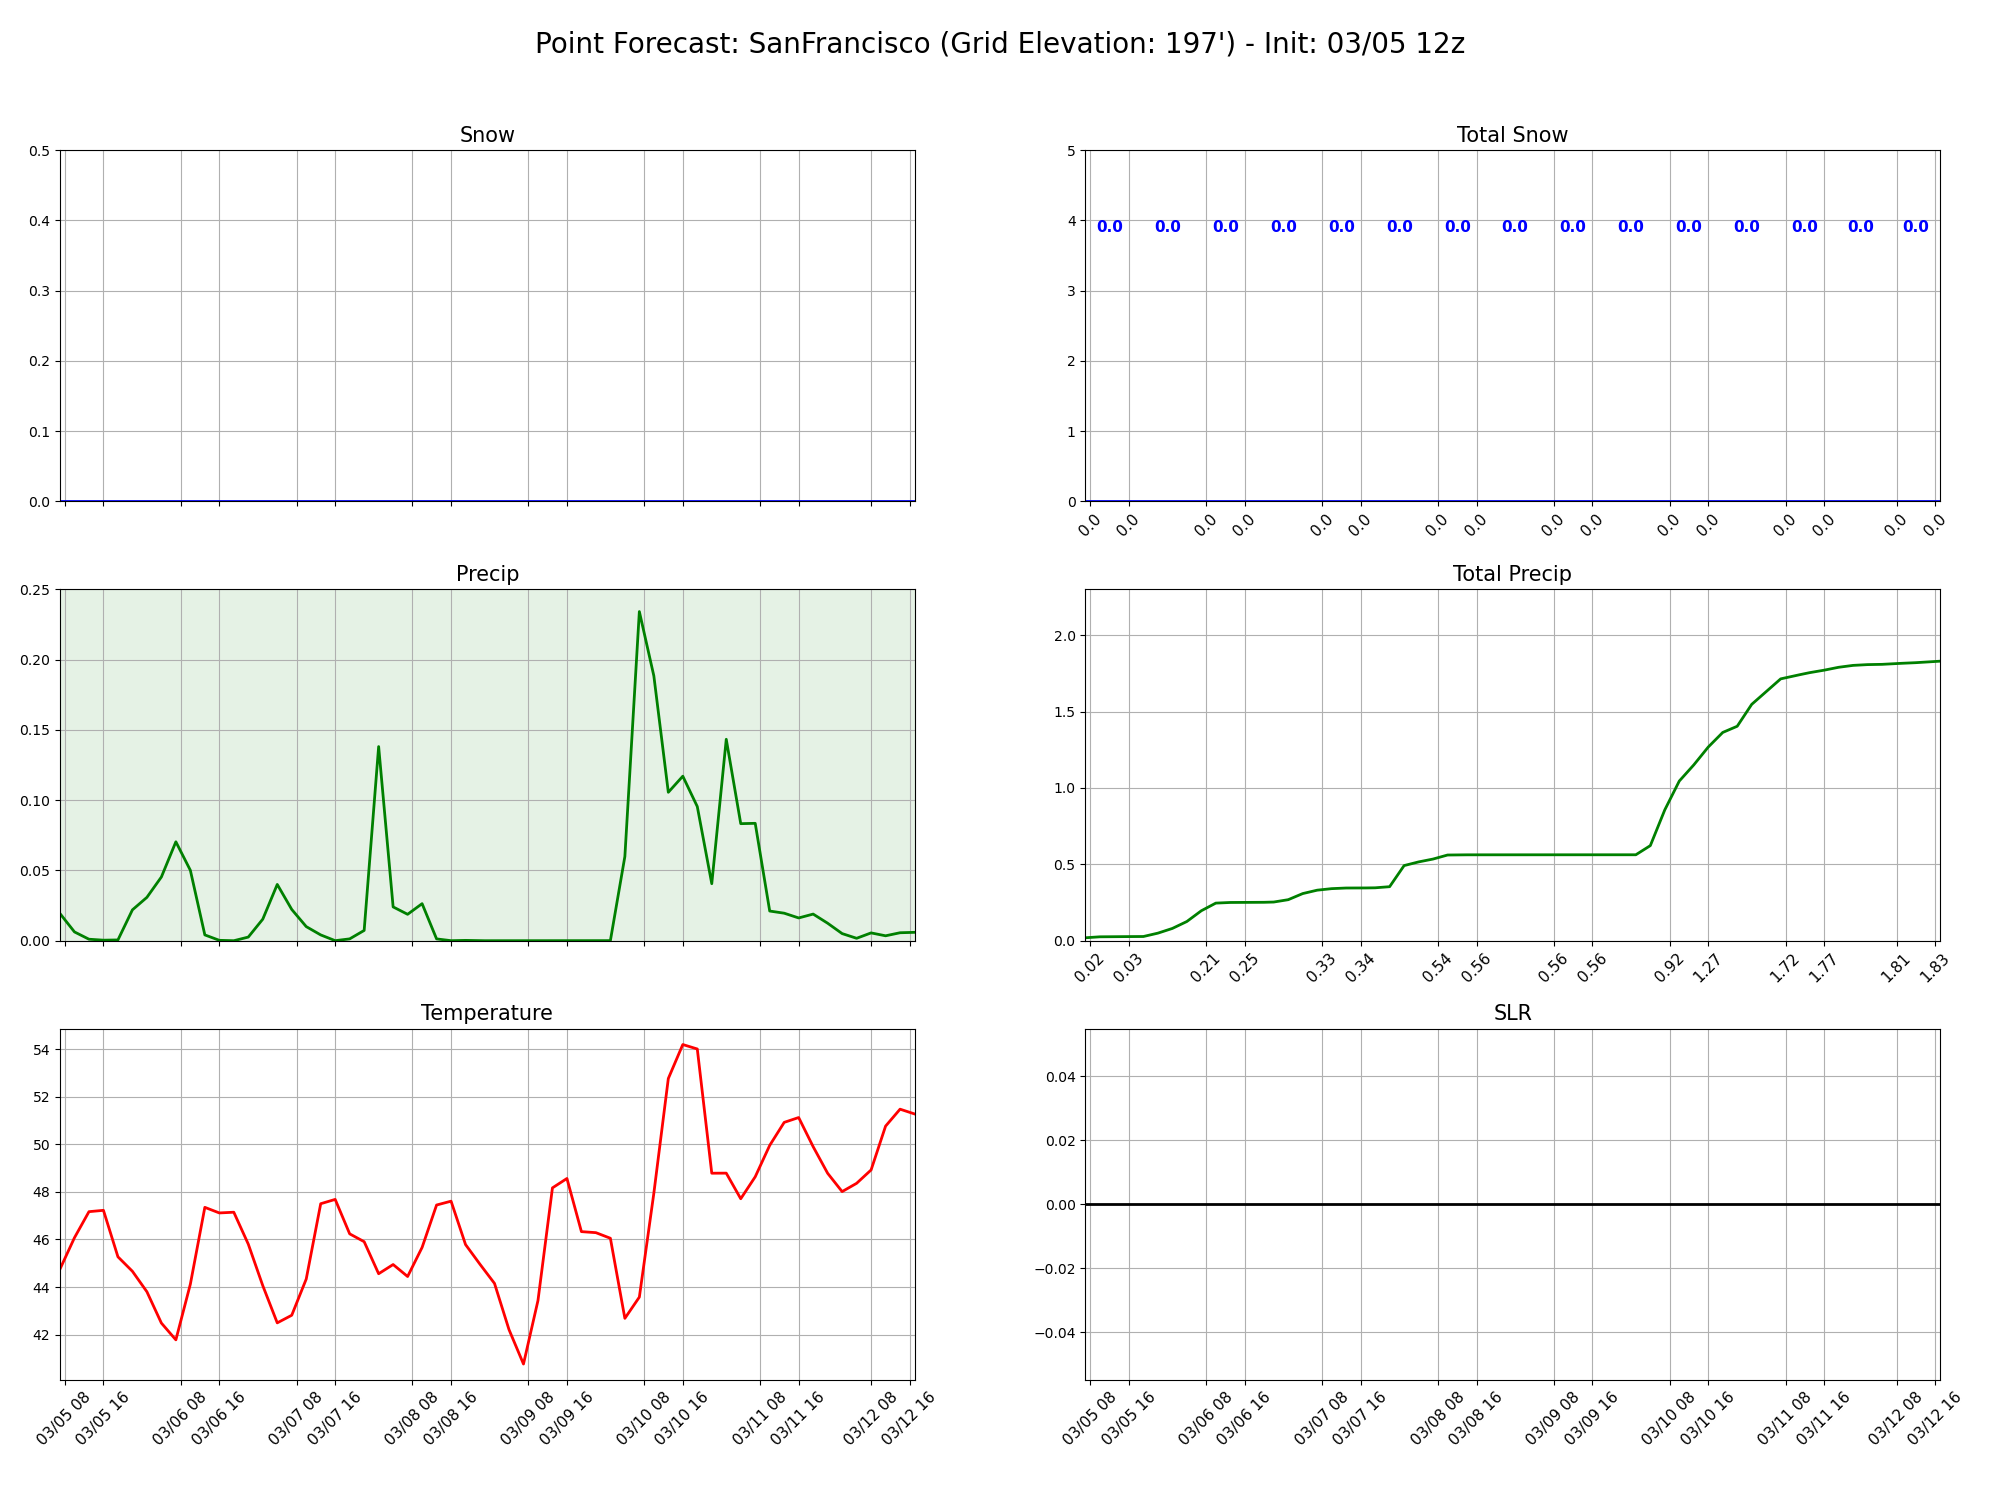 Point Forecast: SanFrancisco (Grid Elevation: 197') - Init: 03/05 12z
Snow
0.5
0.4
0.3
0.2
0.1
0.0
Total Snow
5
4
3
2
1
0
0.0 0.0 0.0 0.0 0.0 0.0 0.0 0.0 0.0 0.0 0.0 0.0 0.0 0.0 0.0
0.0 0.0 0.0 0.0 0.0 0.0 0.0 0.0 0.0 0.0 0.0 0.0 0.0 0.0 0.0 0.0
Precip
0.25
0.20
0.15
0.10
0.05
0.00
Total Precip
2.0
1.5
1.0
0.5
0.0
0.02 0.03 0.21 0.25 0.33 0.34 0.54 0.56 0.56 0.56 0.92 1.27 1.72 1.77 1.81 1.83
Temperature
54
52
50
48
46
44
42
03/05 08 03/05 16 03/06 08 03/06 16 03/07 08 03/07 16 03/08 08 03/08 16 03/09 08 03/09 16 03/10 08 03/10 16 03/11 08 03/11 16 03/12 08 03/12 16
SLR
0.04
0.02
0.00
−0.02
−0.04
03/05 08 03/05 16 03/06 08 03/06 16 03/07 08 03/07 16 03/08 08 03/08 16 03/09 08 03/09 16 03/10 08 03/10 16 03/11 08 03/11 16 03/12 08 03/12 16